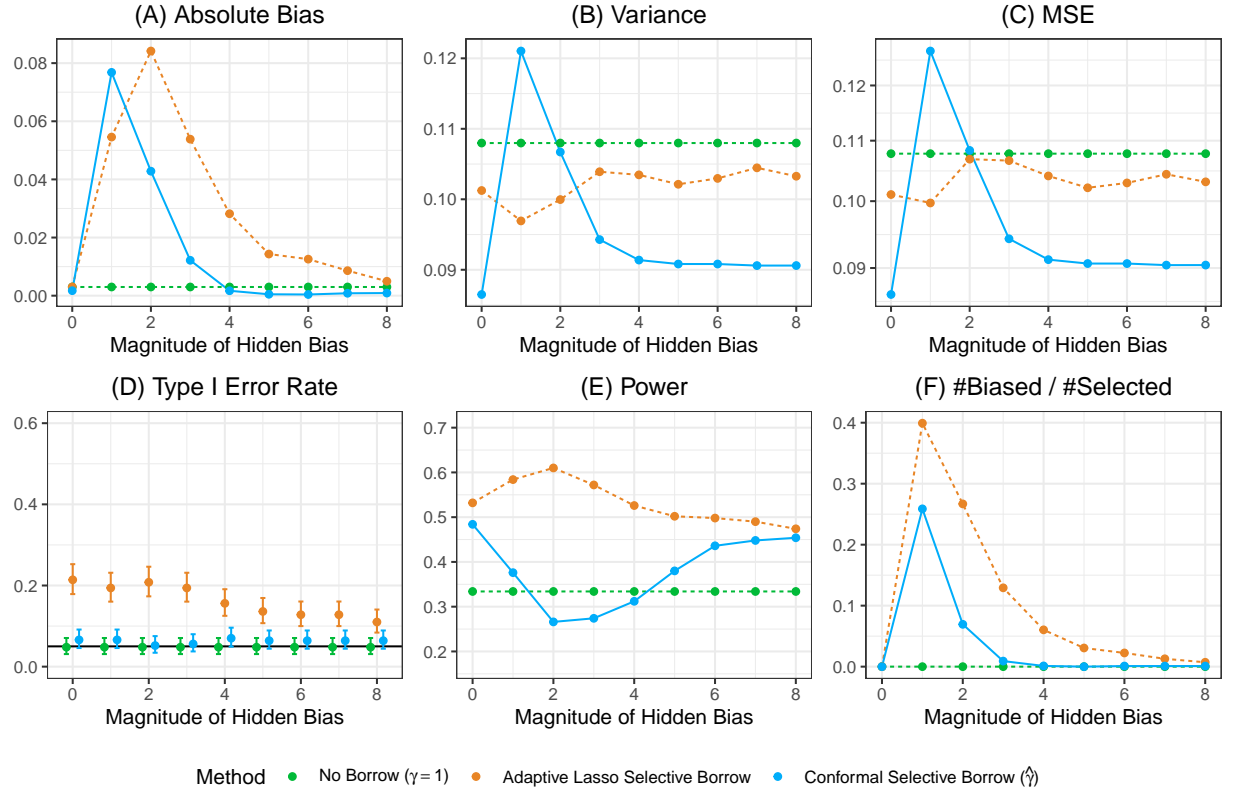 (A) Absolute Bias
0.08
0.06
0.04
0.02
0.00
0 2 4 6 8
Magnitude of Hidden Bias
(B) Variance
0.12
0.11
0.10
0.09
0 2 4 6 8
Magnitude of Hidden Bias
(C) MSE
0.12
0.11
0.10
0.09
0 2 4 6 8
Magnitude of Hidden Bias
(D) Type I Error Rate
0.6
0.4
0.2
0.0
0 2 4 6 8
Magnitude of Hidden Bias
(E) Power
0.7
0.6
0.5
0.4
0.3
0.2
0 2 4 6 8
Magnitude of Hidden Bias
(F) #Biased / #Selected
0.4
0.3
0.2
0.1
0.0
0 2 4 6 8
Magnitude of Hidden Bias
Method No Borrow (γ = 1) Adaptive Lasso Selective Borrow Conformal Selective Borrow (γ̂)